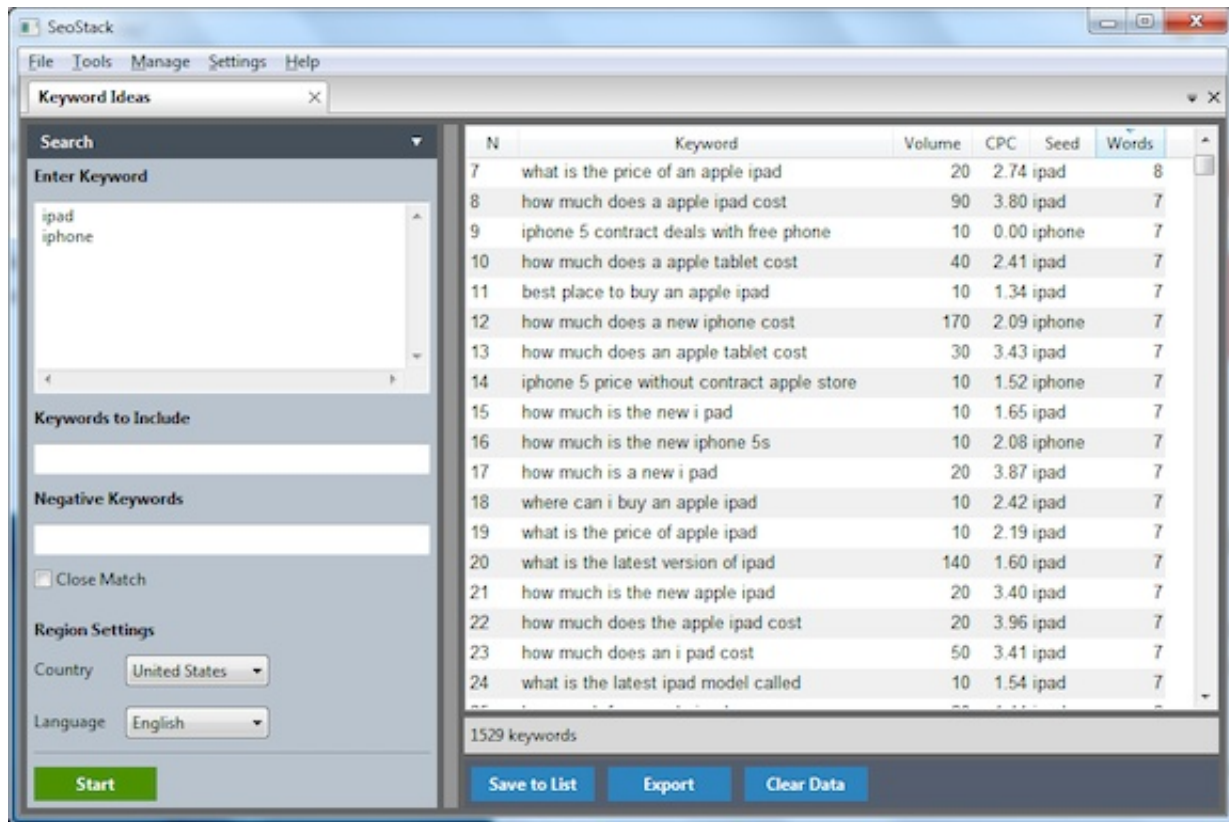 SeoStack
File Tools Manage Settings Help
Keyword Ideas
Search
Enter Keyword
ipad
iphone
Keywords to Include
Negative Keywords
Close Match
Region Settings
Country United States
Language English
Start
N Keyword Volume CPC Seed Words
7 what is the price of an apple ipad 20 2.74 ipad 8
8 how much does a apple ipad cost 90 3.80 ipad 7
9 iphone 5 contract deals with free phone 10 0.00 iphone 7
10 how much does a apple tablet cost 40 2.41 ipad 7
11 best place to buy an apple ipad 10 1.34 ipad 7
12 how much does a new iphone cost 170 2.09 iphone 7
13 how much does an apple tablet cost 30 3.43 ipad 7
14 iphone 5 price without contract apple store 10 1.52 iphone 7
15 how much is the new i pad 10 1.65 ipad 7
16 how much is the new iphone 5s 10 2.08 iphone 7
17 how much is a new i pad 20 3.87 ipad 7
18 where can i buy an apple ipad 10 2.42 ipad 7
19 what is the price of apple ipad 10 2.19 ipad 7
20 what is the latest version of ipad 140 1.60 ipad 7
21 how much is the new apple ipad 20 3.40 ipad 7
22 how much does the apple ipad cost 20 3.96 ipad 7
23 how much does an i pad cost 50 3.41 ipad 7
24 what is the latest ipad model called 10 1.54 ipad 7
1529 keywords
Save to List Export Clear Data